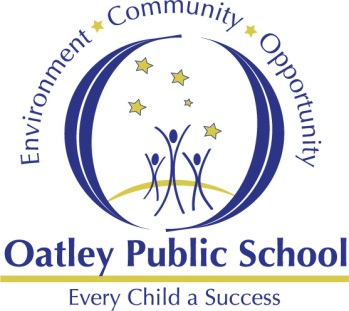 Environment ★ Community ★ Opportunity
Oatley Public School
Every Child a Success